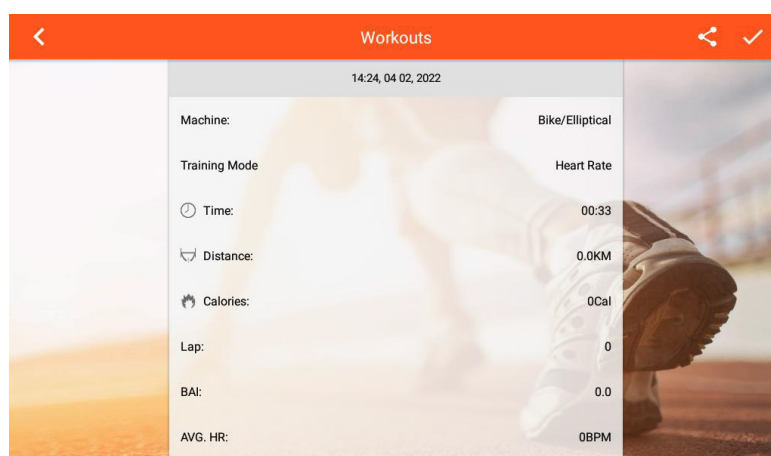 Workouts
14:24, 04 02, 2022
Machine: Bike/Elliptical
Training Mode Heart Rate
Time: 00:33
Distance: 0.0KM
Calories: 0Cal
Lap: 0
BAI: 0.0
AVG. HR: 0BPM